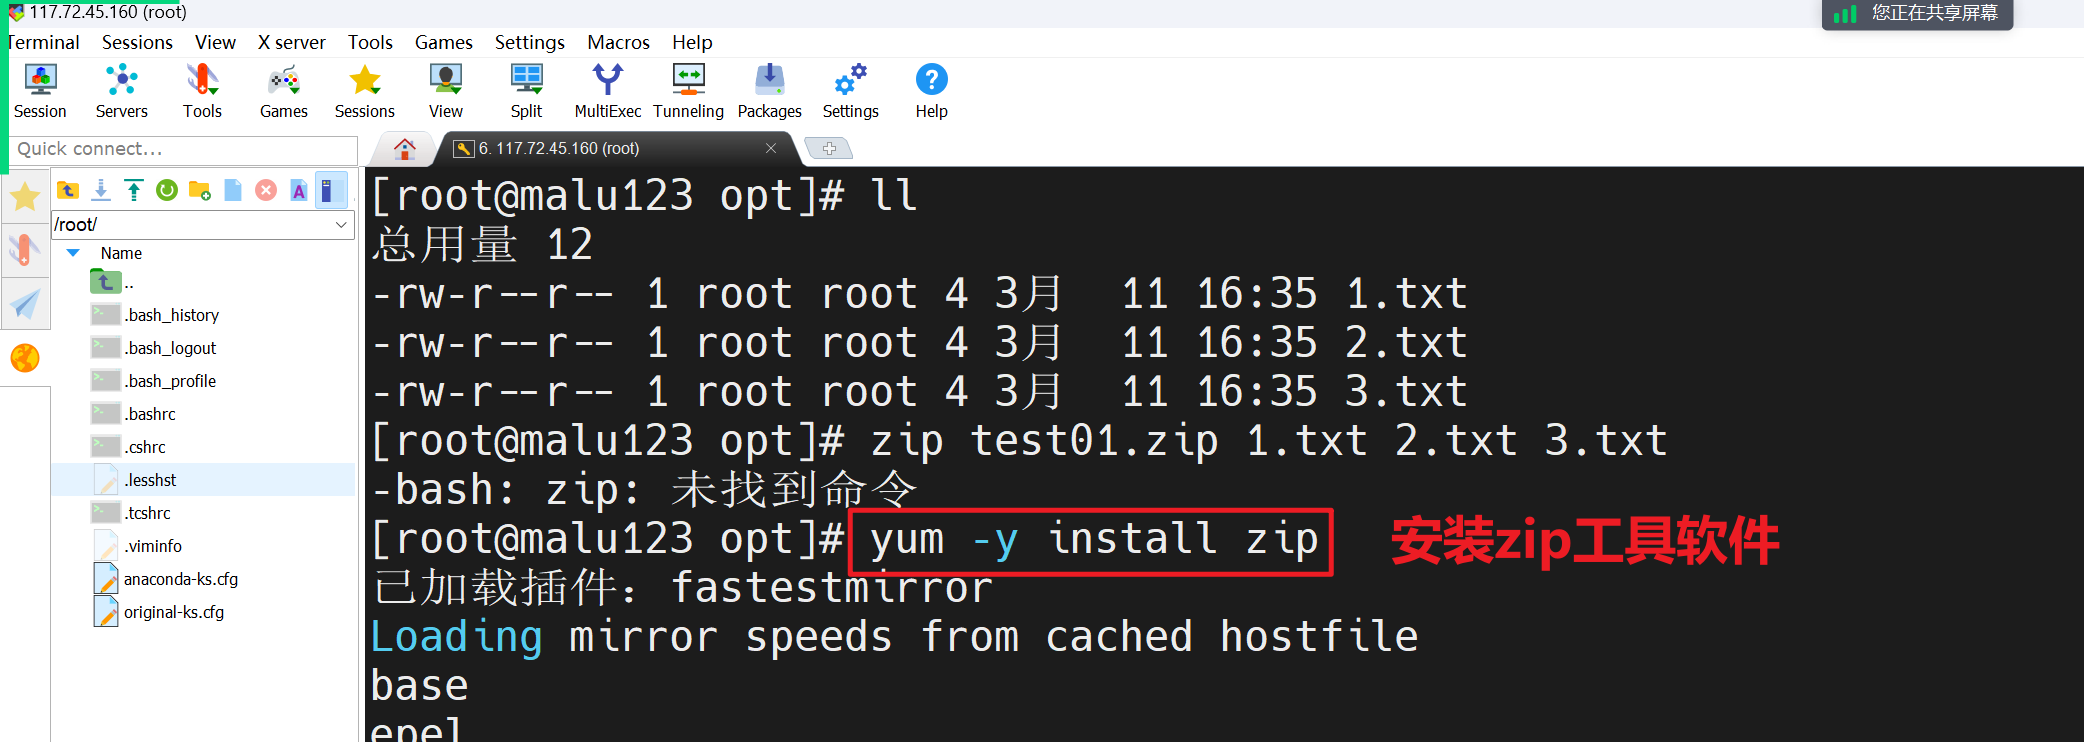 117.72.45.160 (root)
您正在共享屏幕
Terminal Sessions View X server Tools Games Settings Macros Help
Session Servers Tools Games Sessions View Split MultiExec Tunneling Packages Settings Help
Quick connect...
6. 117.72.45.160 (root)
/root/
Name
..
.bash_history
.bash_logout
.bash_profile
.bashrc
.cshrc
.lesshst
.tcshrc
.viminfo
anaconda-ks.cfg
original-ks.cfg
[root@malu123 opt]# ll
总用量 12
-rw-r--r-- 1 root root 4 3月  11 16:35 1.txt
-rw-r--r-- 1 root root 4 3月  11 16:35 2.txt
-rw-r--r-- 1 root root 4 3月  11 16:35 3.txt
[root@malu123 opt]# zip test01.zip 1.txt 2.txt 3.txt
-bash: zip: 未找到命令
[root@malu123 opt]# yum -y install zip
安装zip工具软件
已加载插件：fastestmirror
Loading mirror speeds from cached hostfile
base
epel